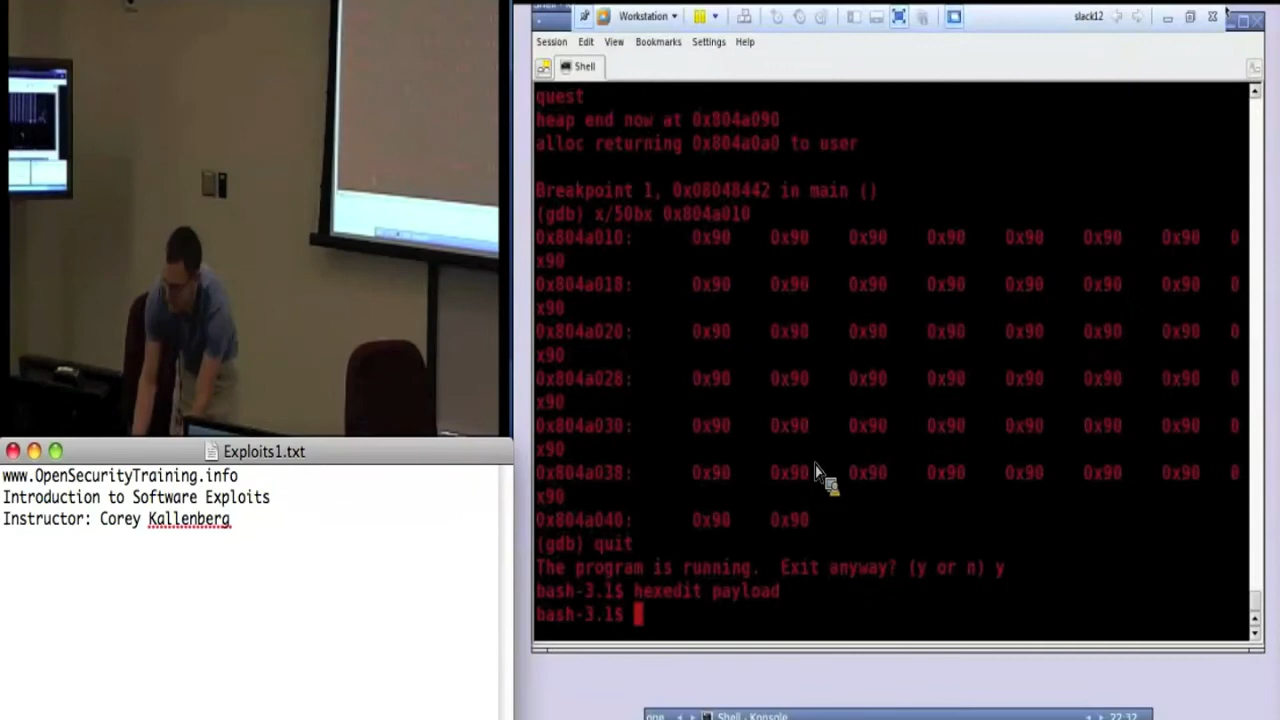 Workstation
slack12
Session Edit View Bookmarks Settings Help
Shell
quest
heap end now at 0x804a090
alloc returning 0x804a0a0 to user
Breakpoint 1, 0x08048442 in main ()
(gdb) x/50bx 0x804a010
0x804a010: 0x90 0x90 0x90 0x90 0x90 0x90 0x90 0
x90
0x804a018: 0x90 0x90 0x90 0x90 0x90 0x90 0x90 0
x90
0x804a020: 0x90 0x90 0x90 0x90 0x90 0x90 0x90 0
x90
0x804a028: 0x90 0x90 0x90 0x90 0x90 0x90 0x90 0
x90
0x804a030: 0x90 0x90 0x90 0x90 0x90 0x90 0x90 0
x90
0x804a038: 0x90 0x90 0x90 0x90 0x90 0x90 0x90 0
x90
0x804a040: 0x90 0x90
(gdb) quit
The program is running. Exit anyway? (y or n) y
bash-3.1$ hexedit payload
bash-3.1$
Exploits1.txt
www.OpenSecurityTraining.info
Introduction to Software Exploits
Instructor: Corey Kallenberg
one Shell - Konsole 22:32